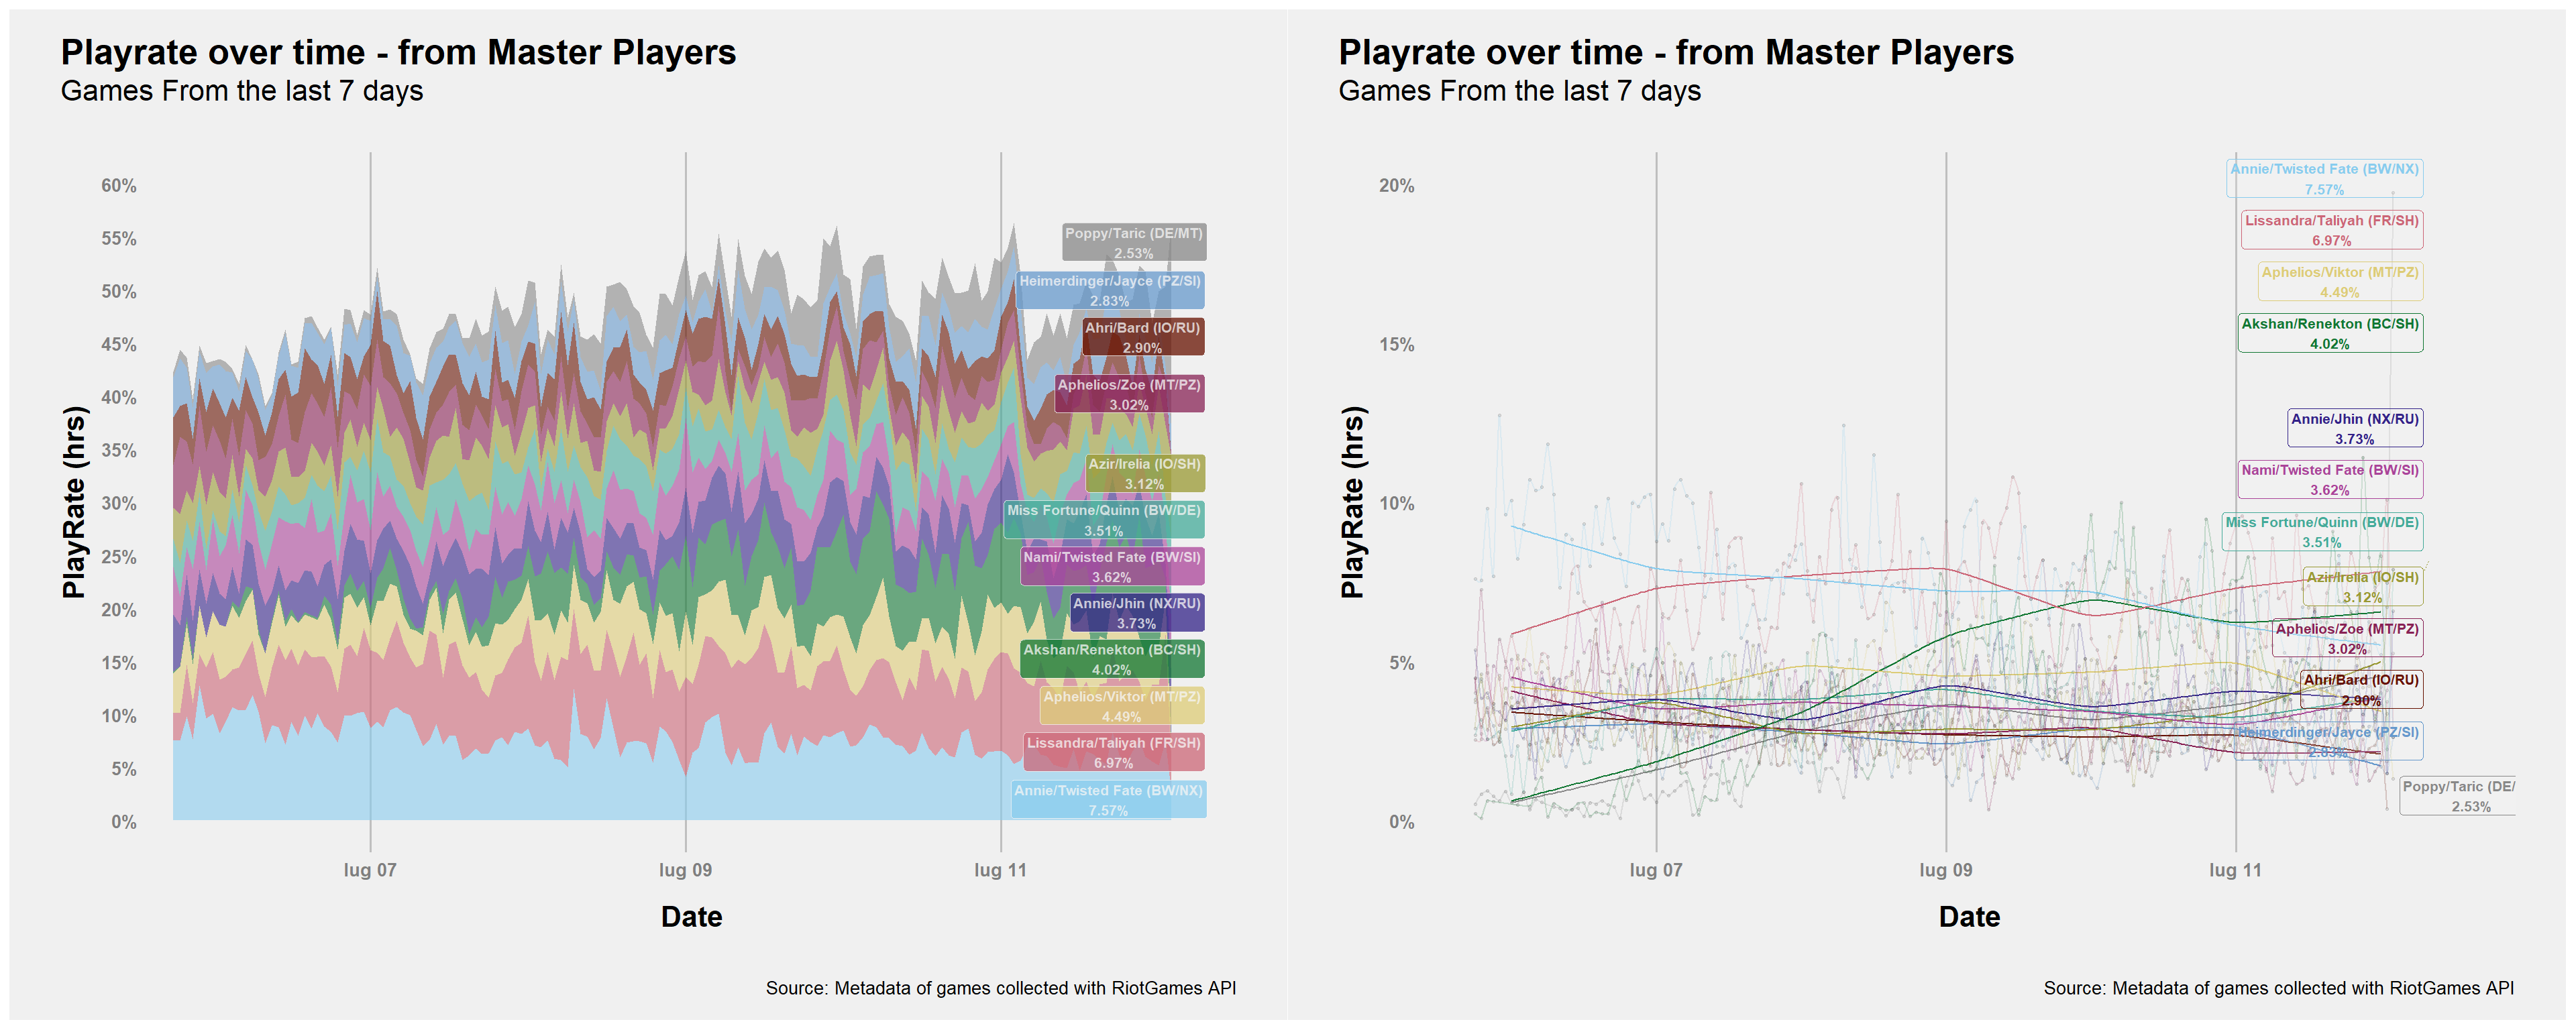 Playrate over time - from Master Players
Games From the last 7 days
PlayRate (hrs)
60%
55%
50%
45%
40%
35%
30%
25%
20%
15%
10%
5%
0%
Poppy/Taric (DE/MT)
2.53%
Heimerdinger/Jayce (PZ/SI)
2.83%
Ahri/Bard (IO/RU)
2.90%
Aphelios/Zoe (MT/PZ)
3.02%
Azir/Irelia (IO/SH)
3.12%
Miss Fortune/Quinn (BW/DE)
3.51%
Nami/Twisted Fate (BW/SI)
3.62%
Annie/Jhin (NX/RU)
3.73%
Akshan/Renekton (BC/SH)
4.02%
Aphelios/Viktor (MT/PZ)
4.49%
Lissandra/Taliyah (FR/SH)
6.97%
Annie/Twisted Fate (BW/NX)
7.57%
lug 07
lug 09
lug 11
Date
Source: Metadata of games collected with RiotGames API
Playrate over time - from Master Players
Games From the last 7 days
PlayRate (hrs)
20%
15%
10%
5%
0%
Annie/Twisted Fate (BW/NX)
7.57%
Lissandra/Taliyah (FR/SH)
6.97%
Aphelios/Viktor (MT/PZ)
4.49%
Akshan/Renekton (BC/SH)
4.02%
Annie/Jhin (NX/RU)
3.73%
Nami/Twisted Fate (BW/SI)
3.62%
Miss Fortune/Quinn (BW/DE)
3.51%
Azir/Irelia (IO/SH)
3.12%
Aphelios/Zoe (MT/PZ)
3.02%
Ahri/Bard (IO/RU)
2.90%
Heimerdinger/Jayce (PZ/SI)
2.83%
Poppy/Taric (DE/
2.53%
lug 07
lug 09
lug 11
Date
Source: Metadata of games collected with RiotGames API